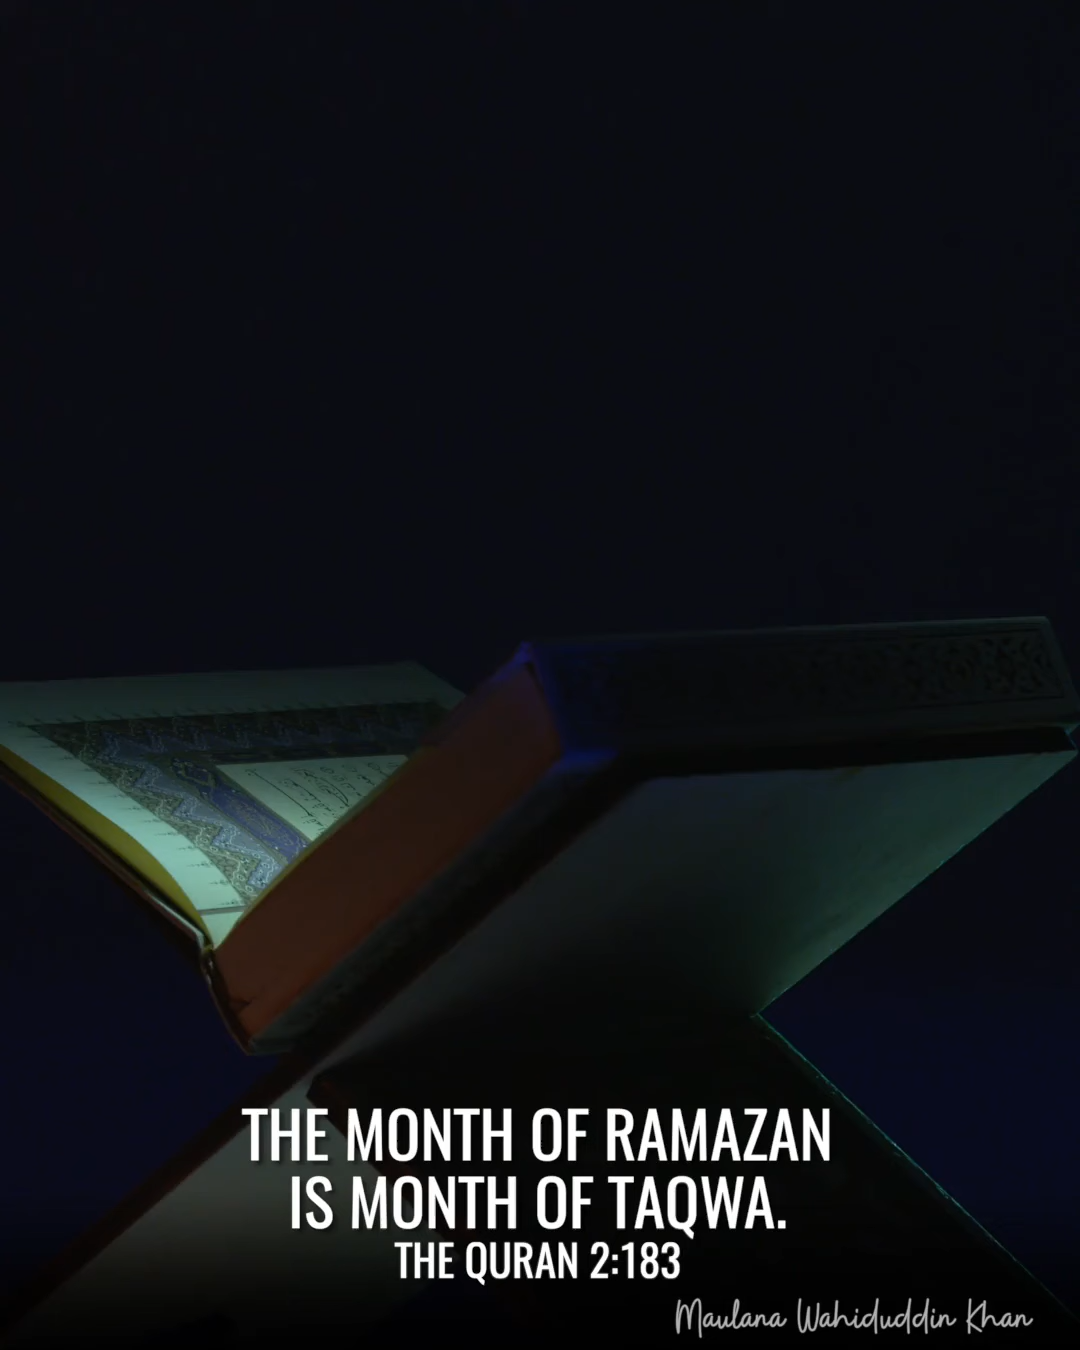 THE MONTH OF RAMAZAN
IS MONTH OF TAQWA.
THE QURAN 2:183
Maulana Wahiduddin Khan